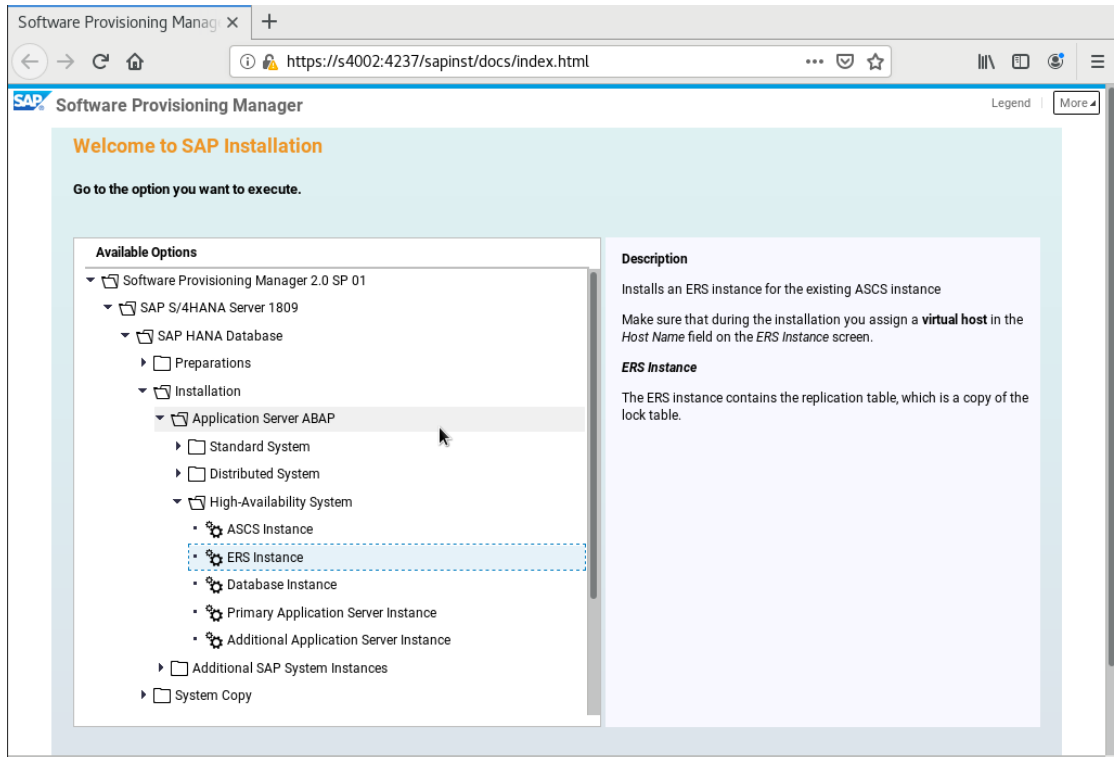 Software Provisioning Manag
https://s4002:4237/sapinst/docs/index.html
SAP Software Provisioning Manager
Legend
More
Welcome to SAP Installation
Go to the option you want to execute.
Available Options
Software Provisioning Manager 2.0 SP 01
SAP S/4HANA Server 1809
SAP HANA Database
Preparations
Installation
Application Server ABAP
Standard System
Distributed System
High-Availability System
ASCS Instance
ERS Instance
Database Instance
Primary Application Server Instance
Additional Application Server Instance
Additional SAP System Instances
System Copy
Description
Installs an ERS instance for the existing ASCS instance
Make sure that during the installation you assign a virtual host in the
Host Name field on the ERS Instance screen.
ERS Instance
The ERS instance contains the replication table, which is a copy of the
lock table.